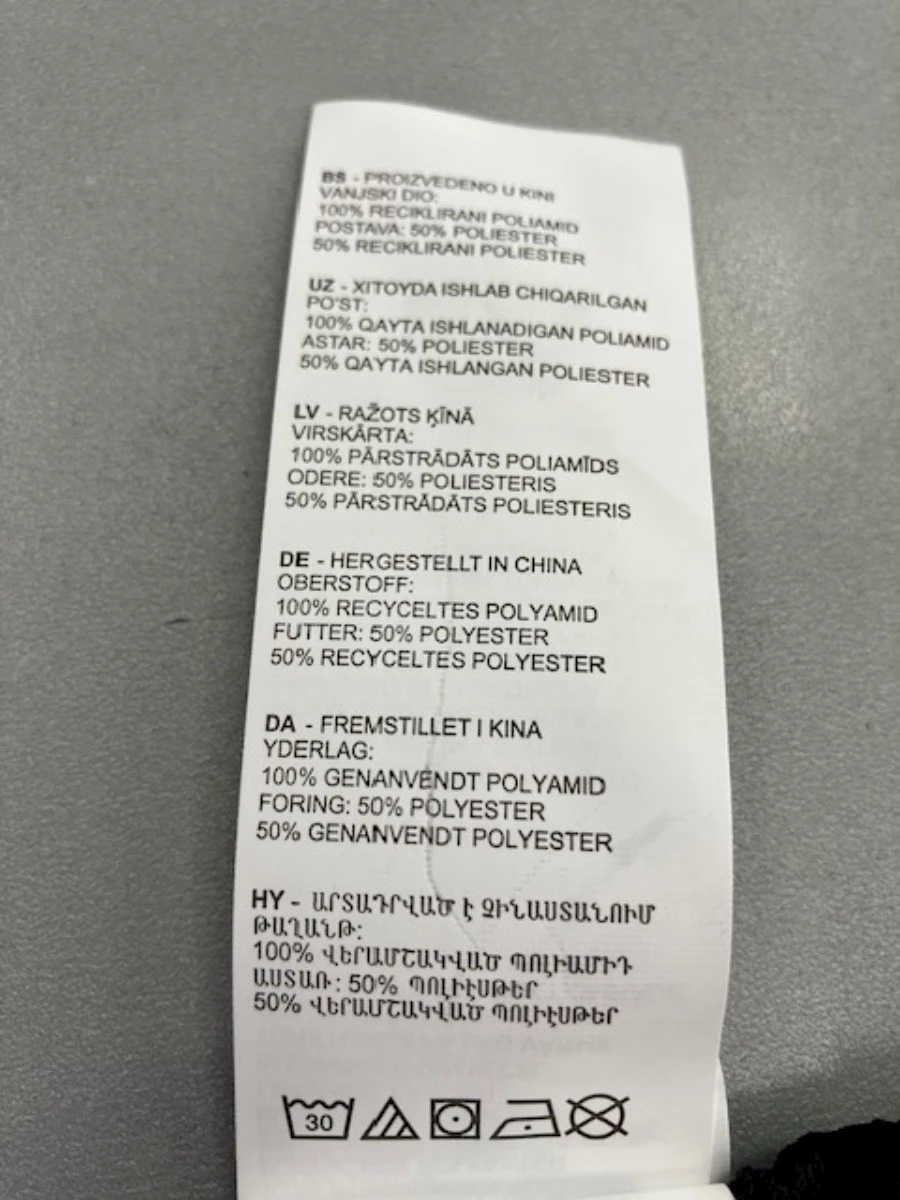 BS - PROIZVEDENO U KINI
VANJSKI DIO:
100% RECIKLIRANI POLIAMID
POSTAVA: 50% POLIESTER
50% RECIKLIRANI POLIESTER
UZ - XITOYDA ISHLAB CHIQARILGAN
PO'ST:
100% QAYTA ISHLANADIGAN POLIAMID
ASTAR: 50% POLIESTER
50% QAYTA ISHLANGAN POLIESTER
LV - RAŽOTS ĶĪNĀ
VIRSKĀRTA:
100% PĀRSTRĀDĀTS POLIAMĪDS
ODERE: 50% POLIESTERIS
50% PĀRSTRĀDĀTS POLIESTERIS
DE - HERGESTELLT IN CHINA
OBERSTOFF:
100% RECYCELTES POLYAMID
FUTTER: 50% POLYESTER
50% RECYCELTES POLYESTER
DA - FREMSTILLET I KINA
YDERLAG:
100% GENANVENDT POLYAMID
FORING: 50% POLYESTER
50% GENANVENDT POLYESTER
HY - ԱՐՏԱԴՐՎԱԾ Է ՉԻՆԱՍՏԱՆՈՒՄ
ԹԱՂԱՆԹ:
100% ՎԵՐԱՄՇԱԿՎԱԾ ՊՈԼԻԱՄԻԴ
ԱՍՏԱՌ: 50% ՊՈԼԻԷՍԹԵՐ
50% ՎԵՐԱՄՇԱԿՎԱԾ ՊՈԼԻԷՍԹԵՐ
30